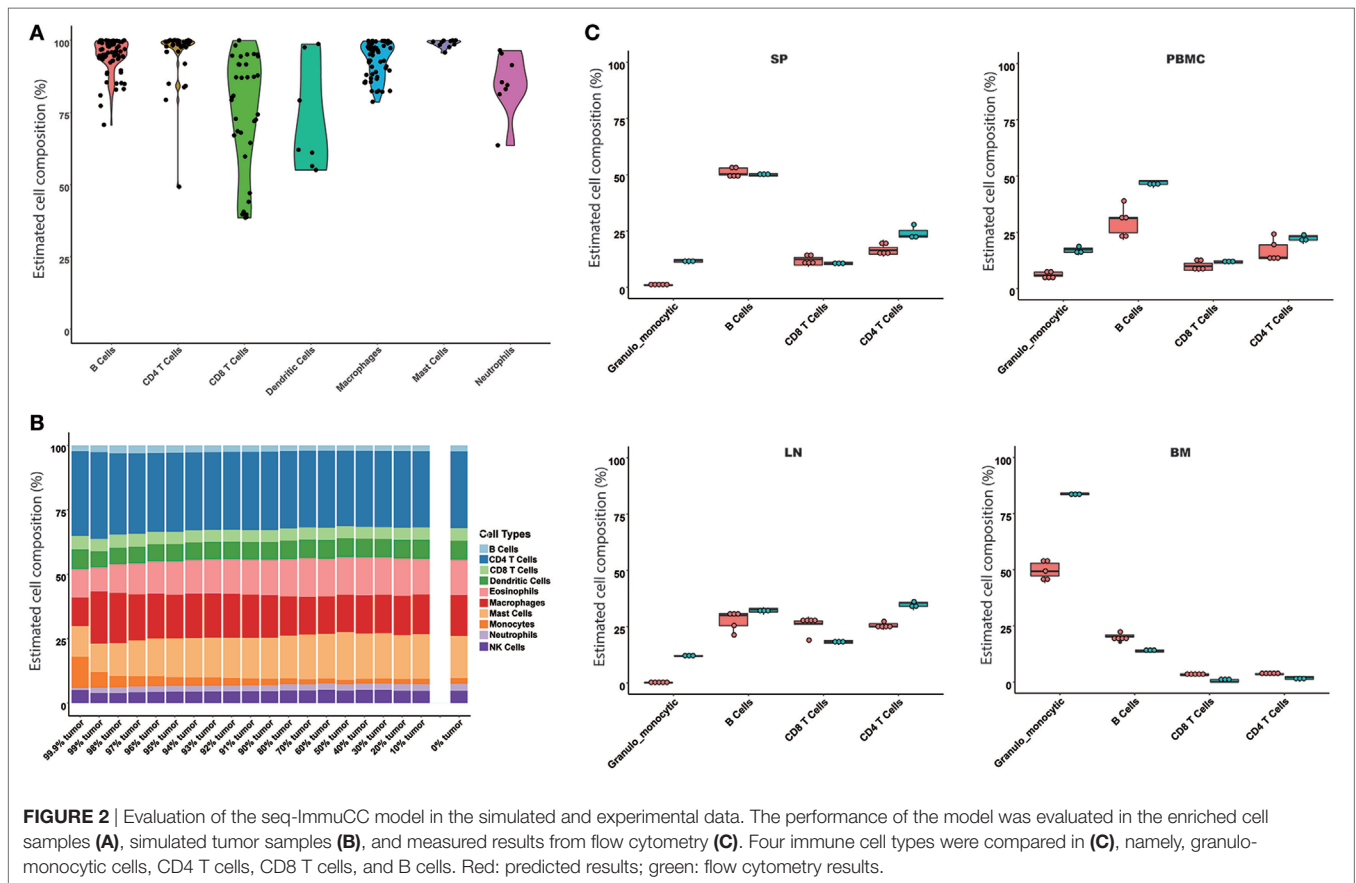 A
Estimated cell composition (%)
100
75
50
25
0
B Cells
CD4 T Cells
CD8 T Cells
Dendritic Cells
Macrophages
Mast Cells
Neutrophils
B
Estimated cell composition (%)
100
75
50
25
0
99.9% tumor
99% tumor
98% tumor
97% tumor
96% tumor
95% tumor
94% tumor
93% tumor
92% tumor
91% tumor
90% tumor
80% tumor
70% tumor
60% tumor
50% tumor
40% tumor
30% tumor
20% tumor
10% tumor
0% tumor
Cell Types
B Cells
CD4 T Cells
CD8 T Cells
Dendritic Cells
Eosinophils
Macrophages
Mast Cells
Monocytes
Neutrophils
NK Cells
C
SP
Estimated cell composition (%)
100
75
50
25
0
Granulo_monocytic
B Cells
CD8 T Cells
CD4 T Cells
PBMC
Estimated cell composition (%)
100
75
50
25
0
Granulo_monocytic
B Cells
CD8 T Cells
CD4 T Cells
LN
Estimated cell composition (%)
100
75
50
25
0
Granulo_monocytic
B Cells
CD8 T Cells
CD4 T Cells
BM
Estimated cell composition (%)
100
75
50
25
0
Granulo_monocytic
B Cells
CD8 T Cells
CD4 T Cells
FIGURE 2 | Evaluation of the seq-ImmuCC model in the simulated and experimental data. The performance of the model was evaluated in the enriched cell
samples (A), simulated tumor samples (B), and measured results from flow cytometry (C). Four immune cell types were compared in (C), namely, granulo-
monocytic cells, CD4 T cells, CD8 T cells, and B cells. Red: predicted results; green: flow cytometry results.